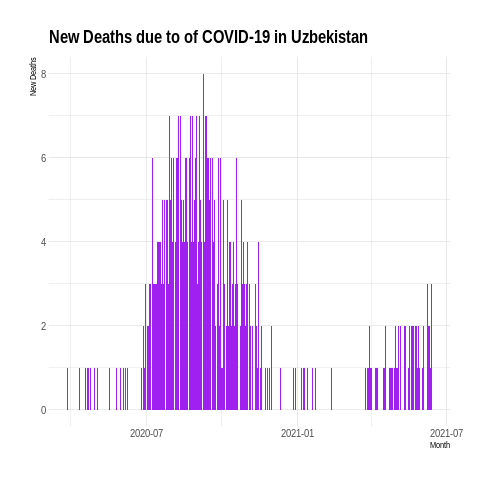 New Deaths due to of COVID-19 in Uzbekistan
New Deaths
8
6
4
2
0
2020-07
2021-01
2021-07
Month